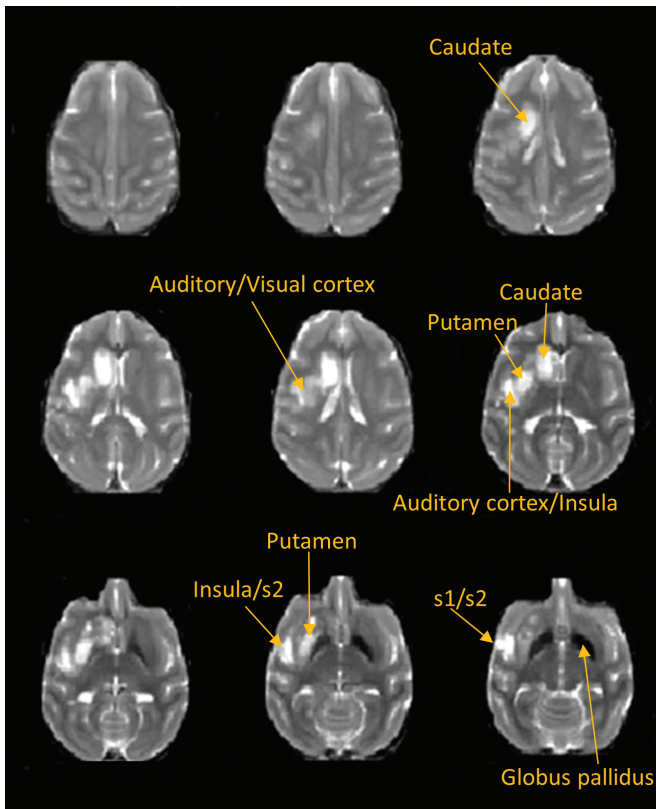 Caudate
Auditory/Visual cortex
Caudate
Putamen
Auditory cortex/Insula
Putamen
Insula/s2
s1/s2
Globus pallidus